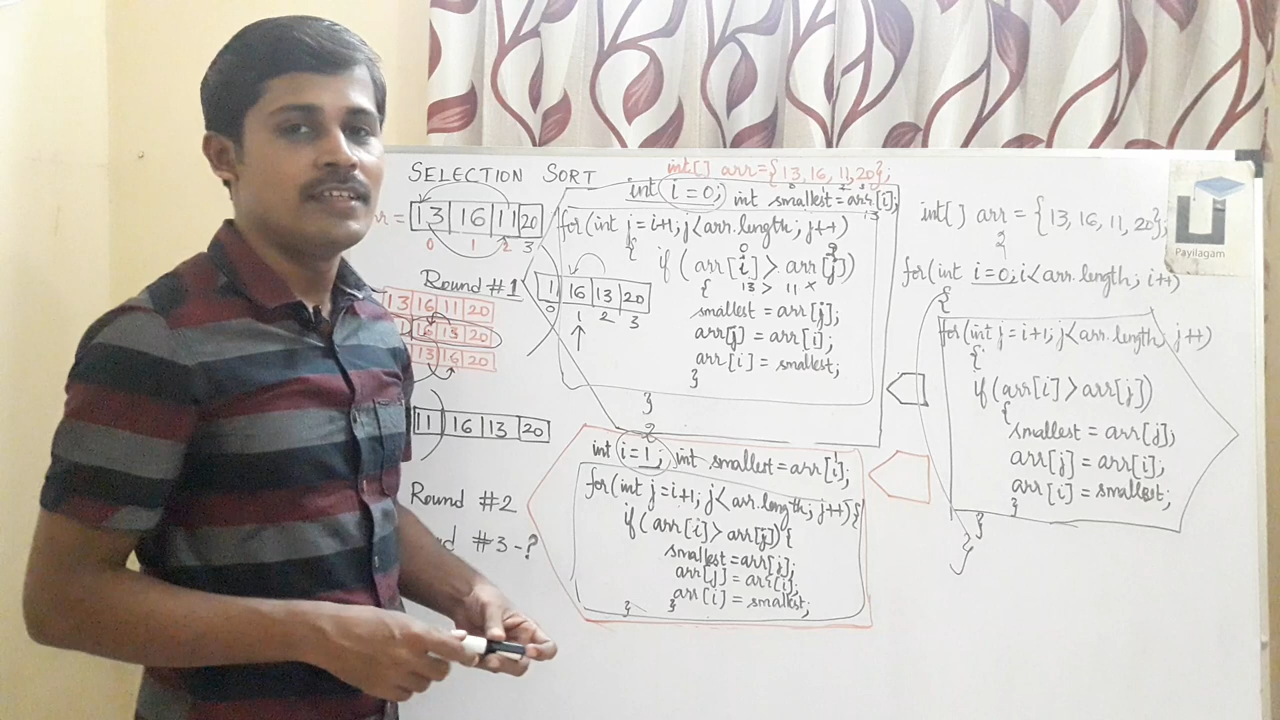 SELECTION SORT
13 16 11 20
0 1 2 3
Round #1
13 16 11 20
16 13 20
13 16 20
11 16 13 20
Round #2
#3-?
int[] arr={13,16,11,20};
int i=0; int smallest=arr[i];
13
for(int j=i+1;j<arr.length; j++)
{ if (arr[i]>arr[j])
{ 13 > 11 x
smallest = arr[j];
arr[j] = arr[i];
arr[i] = smallest;
}
}
1 16 13 20
0 1 2 3
int i=1; int smallest=arr[i];
for(int j=i+1; j<arr.length; j++){
if(arr[i]>arr[j]){
smallest=arr[j];
arr[j]=arr[i];
arr[i]=smallest;
} }
int[] arr = {13,16,11,20};
for(int i=0;i<arr.length; i++)
{
for(int j=i+1;j<arr.length; j++)
{
if(arr[i]>arr[j])
{
smallest = arr[j];
arr[j] = arr[i];
arr[i] = smallest;
}
}
}
Payilagam